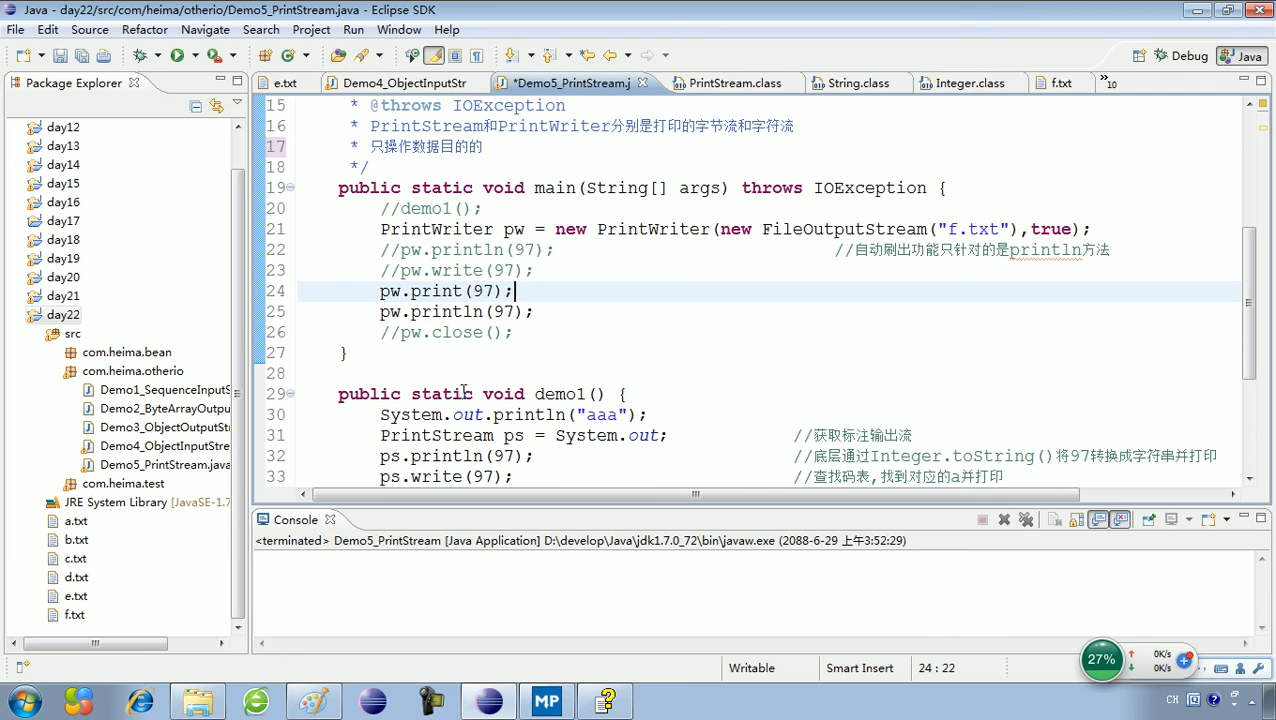 Java - day22/src/com/heima/otherio/Demo5_PrintStream.java - Eclipse SDK
File Edit Source Refactor Navigate Search Project Run Window Help
Debug Java
Package Explorer
e.txt Demo4_ObjectInputStr *Demo5_PrintStream.j PrintStream.class String.class Integer.class f.txt 10
day12
day13
day14
day15
day16
day17
day18
day19
day20
day21
day22
src
com.heima.bean
com.heima.otherio
Demo1_SequenceInputS
Demo2_ByteArrayOutpu
Demo3_ObjectOutputSt
Demo4_ObjectInputStre
Demo5_PrintStream.java
com.heima.test
JRE System Library [JavaSE-1.7
a.txt
b.txt
c.txt
d.txt
e.txt
f.txt
15 * @throws IOException
16 * PrintStream和PrintWriter分别是打印的字节流和字符流
17 * 只操作数据目的的
18 */
19 public static void main(String[] args) throws IOException {
20 //demo1();
21 PrintWriter pw = new PrintWriter(new FileOutputStream("f.txt"),true);
22 //pw.println(97); //自动刷出功能只针对的是println方法
23 //pw.write(97);
24 pw.print(97);
25 pw.println(97);
26 //pw.close();
27 }
28
29 public static void demo1() {
30 System.out.println("aaa");
31 PrintStream ps = System.out; //获取标注输出流
32 ps.println(97); //底层通过Integer.toString()将97转换成字符串并打印
33 ps.write(97); //查找码表,找到对应的a并打印
Console
<terminated> Demo5_PrintStream [Java Application] D:\develop\Java\jdk1.7.0_72\bin\javaw.exe (2088-6-29 上午3:52:29)
Writable Smart Insert 24 : 22
27% 0K/s
0K/s
MP
CH